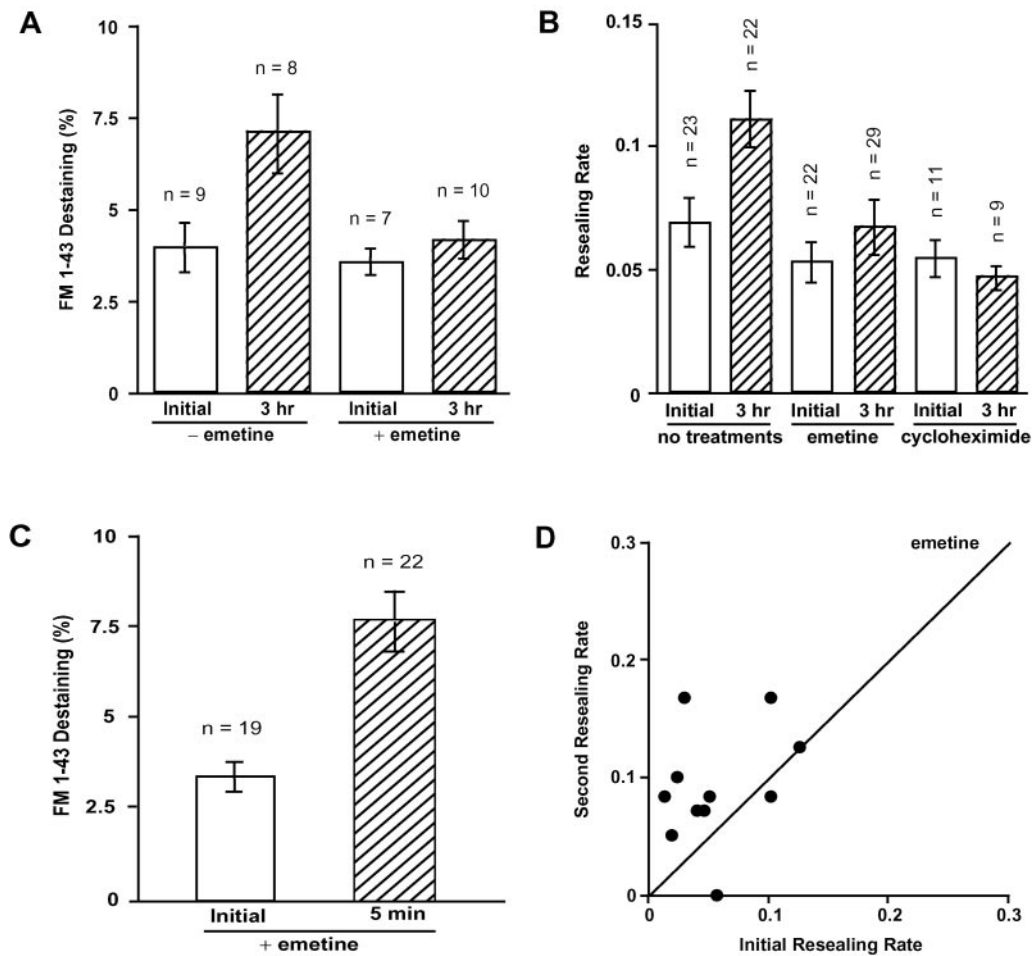 A
FM 1-43 Destaining (%)
10
7.5
5
2.5
0
n = 9
n = 8
n = 7
n = 10
Initial 3 hr Initial 3 hr
– emetine + emetine
B
Resealing Rate
0.15
0.1
0.05
0
n = 23
n = 22
n = 22
n = 29
n = 11
n = 9
Initial 3 hr Initial 3 hr Initial 3 hr
no treatments emetine cycloheximide
C
FM 1-43 Destaining (%)
10
7.5
5
2.5
0
n = 19
n = 22
Initial 5 min
+ emetine
D
Second Resealing Rate
0.3
0.2
0.1
0
emetine
0 0.1 0.2 0.3
Initial Resealing Rate